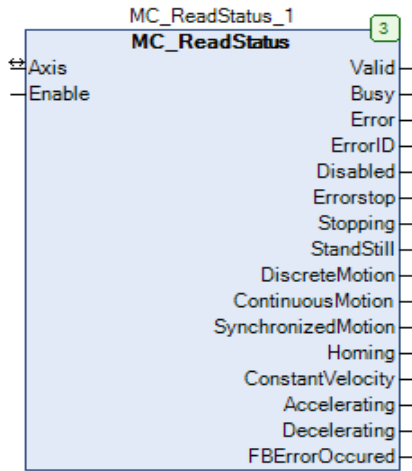 MC_ReadStatus_1
3
MC_ReadStatus
Axis Valid
Enable Busy
Error
ErrorID
Disabled
Errorstop
Stopping
StandStill
DiscreteMotion
ContinuousMotion
SynchronizedMotion
Homing
ConstantVelocity
Accelerating
Decelerating
FBErrorOccured